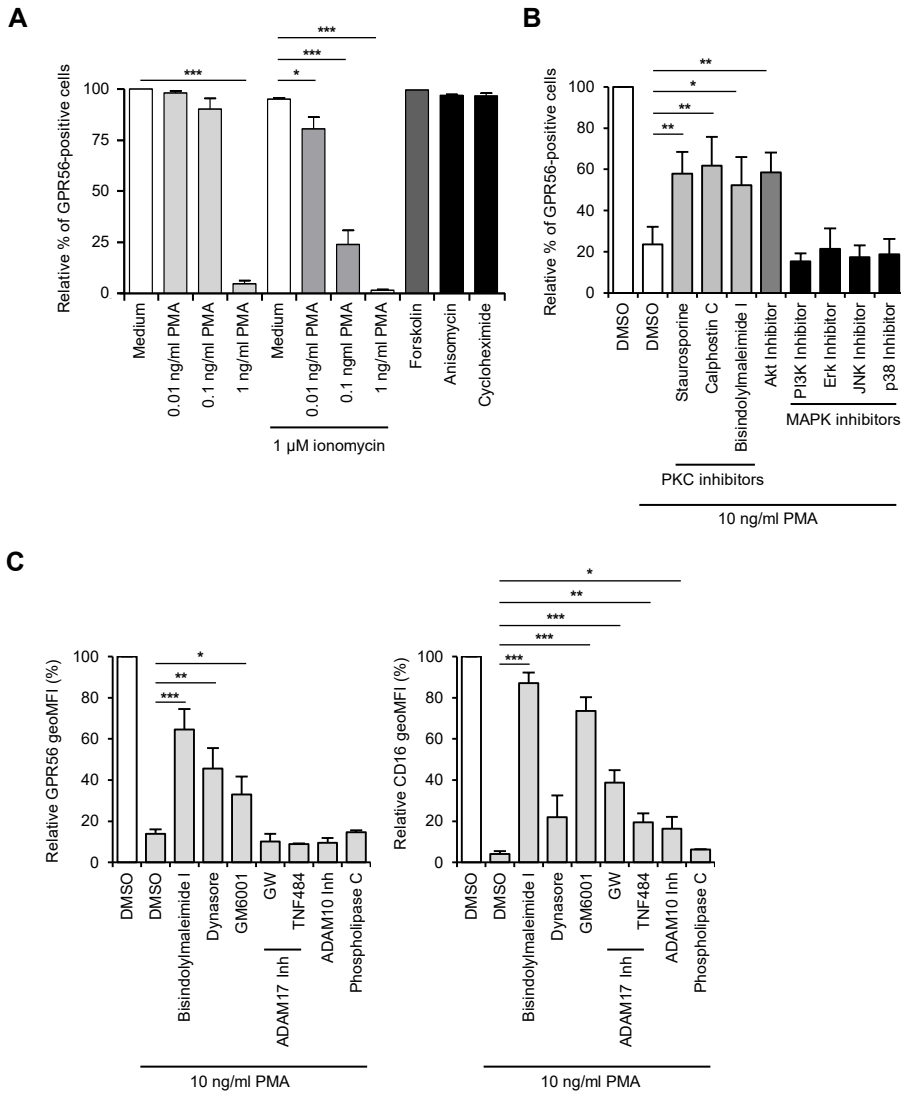 A
Relative % of GPR56-positive cells
100
75
50
25
0
***
***
***
*
Medium
0.01 ng/ml PMA
0.1 ng/ml PMA
1 ng/ml PMA
Medium
0.01 ng/ml PMA
0.1 ngml PMA
1 ng/ml PMA
Forskolin
Anisomycin
Cycloheximide
1 µM ionomycin
B
Relative % of GPR56-positive cells
100
80
60
40
20
0
**
*
**
**
DMSO
DMSO
Staurosporine
Calphostin C
Bisindolylmaleimide I
Akt Inhibitor
PI3K Inhibitor
Erk Inhibitor
JNK Inhibitor
p38 Inhibitor
MAPK inhibitors
PKC inhibitors
10 ng/ml PMA
C
Relative GPR56 geoMFI (%)
100
80
60
40
20
0
*
**
***
DMSO
DMSO
Bisindolylmaleimide I
Dynasore
GM6001
GW
TNF484
ADAM10 Inh
Phospholipase C
ADAM17 Inh
10 ng/ml PMA
Relative CD16 geoMFI (%)
100
80
60
40
20
0
*
**
***
***
***
DMSO
DMSO
Bisindolylmaleimide I
Dynasore
GM6001
GW
TNF484
ADAM10 Inh
Phospholipase C
ADAM17 Inh
10 ng/ml PMA